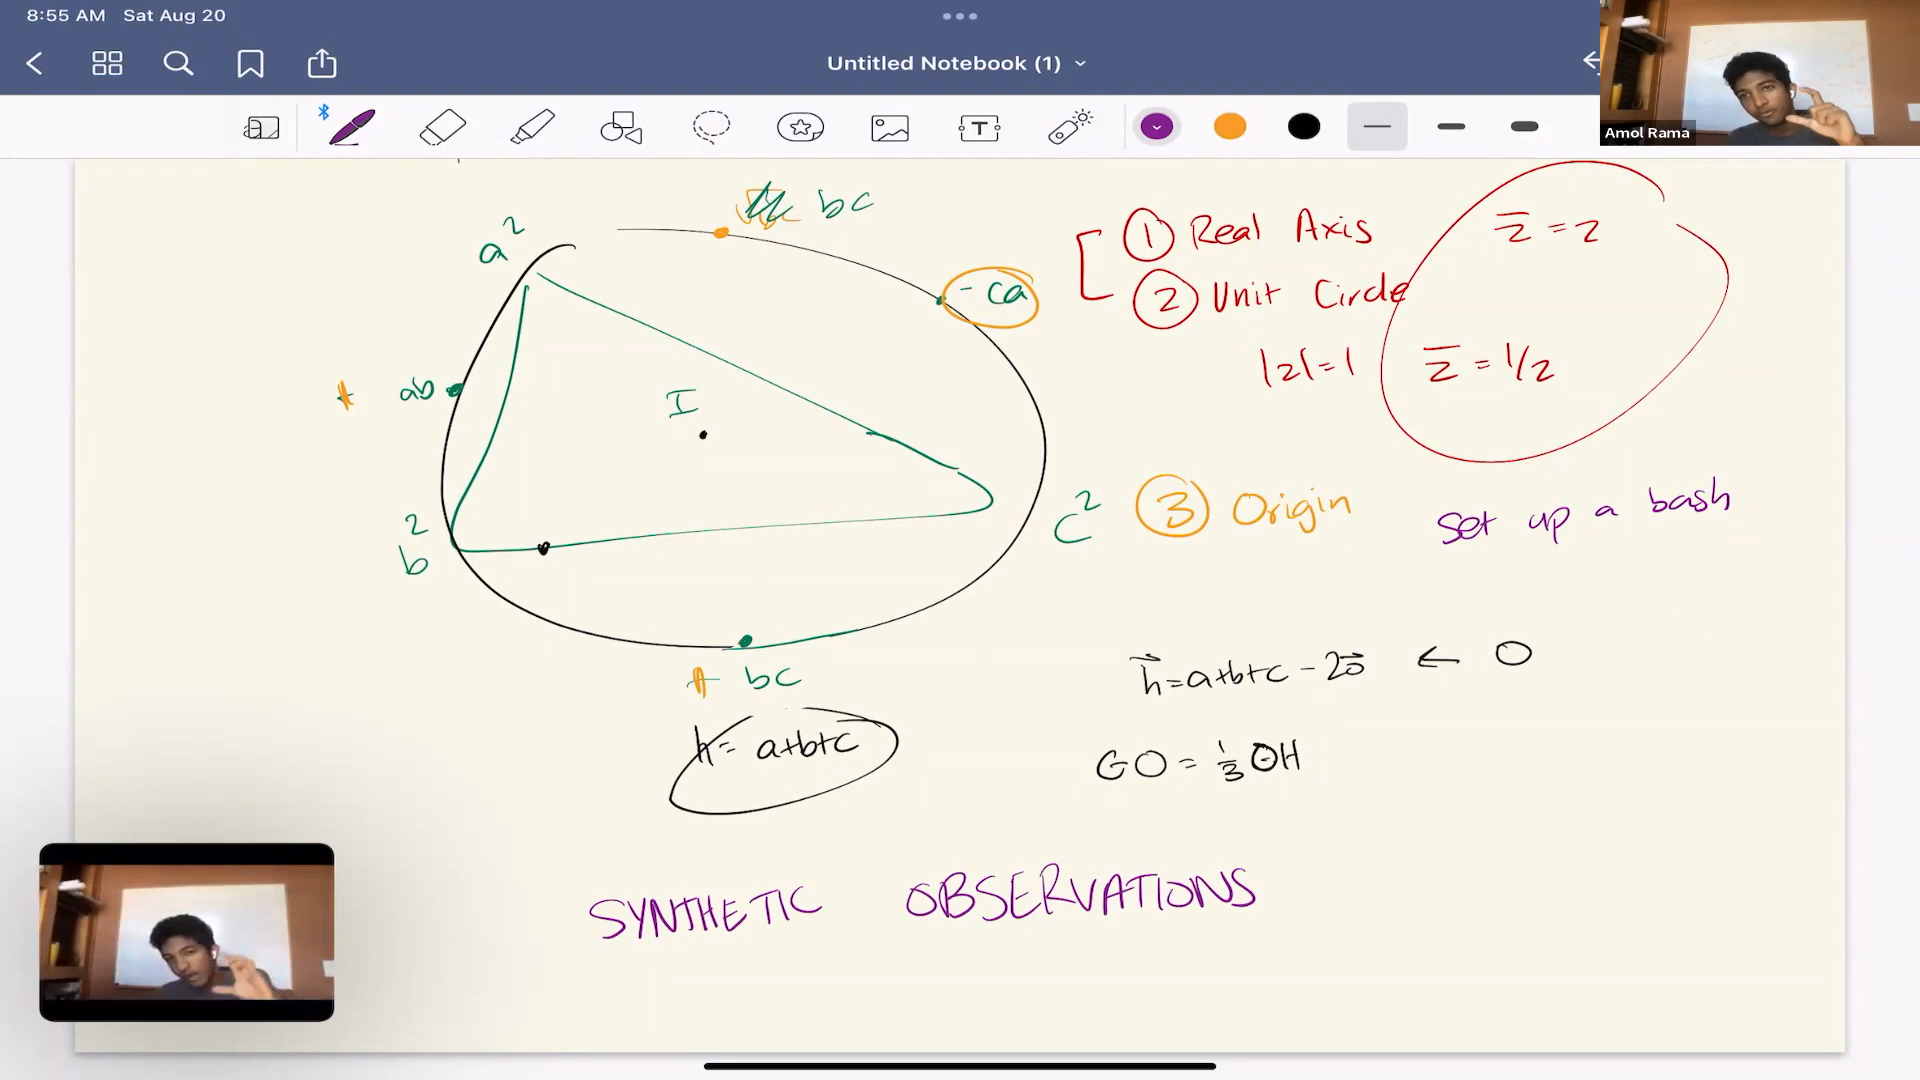 8:55 AM Sat Aug 20
Untitled Notebook (1)
Amol Rama
T
bc
a²
-ca
ab
I
b²
c²
bc
h = a+b+c
① Real Axis
z̄ = z
② Unit Circle
|z|=1 z̄ = 1/z
③ Origin
Set up a bash
h⃗ = a+b+c - 2o⃗ ← O
GO = ⅓ OH
SYNTHETIC OBSERVATIONS